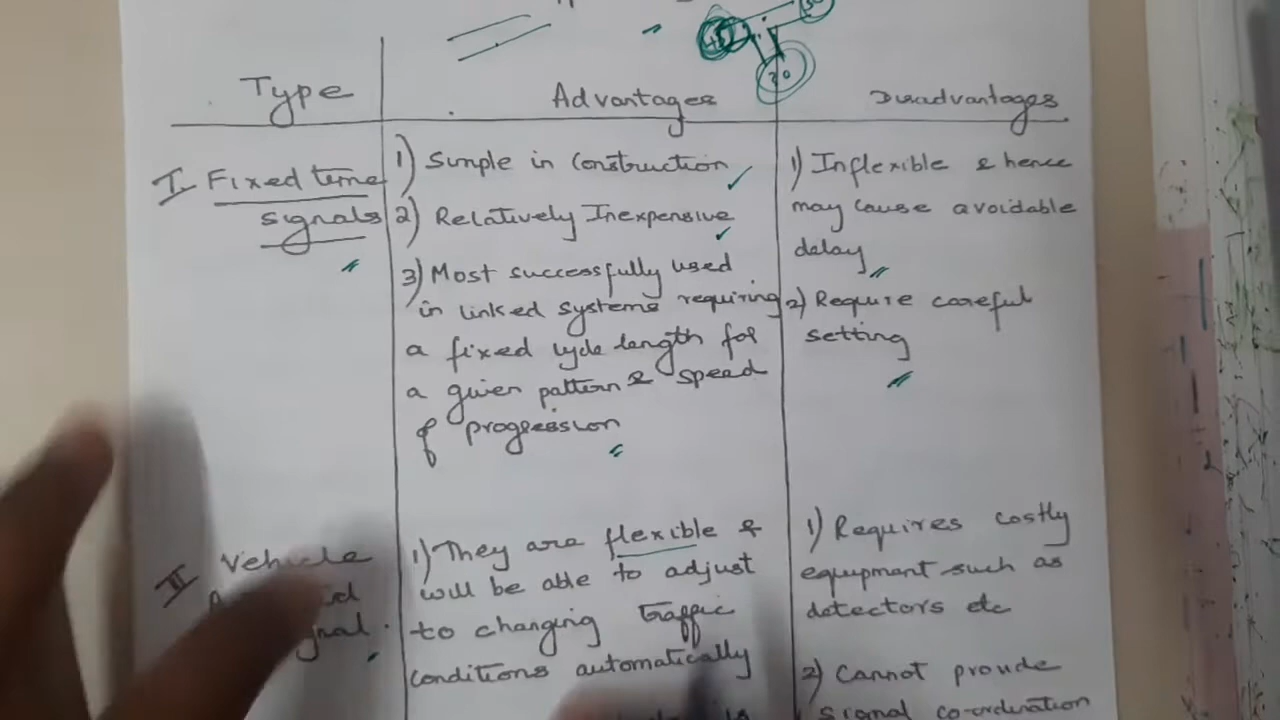 Type
Advantages
Disadvantages
I Fixed time
signals
1) Simple in Construction
2) Relatively Inexpensive
3) Most successfully used
in linked systems requiring
a fixed cycle length for
a given pattern & speed
of progression
1) Inflexible & hence
may cause avoidable
delay
2) Require careful
setting
II Vehicle
1) They are flexible &
will be able to adjust
to changing traffic
conditions automatically
1) Requires costly
equipment such as
detectors etc
2) Cannot provide
signal co-ordination
30